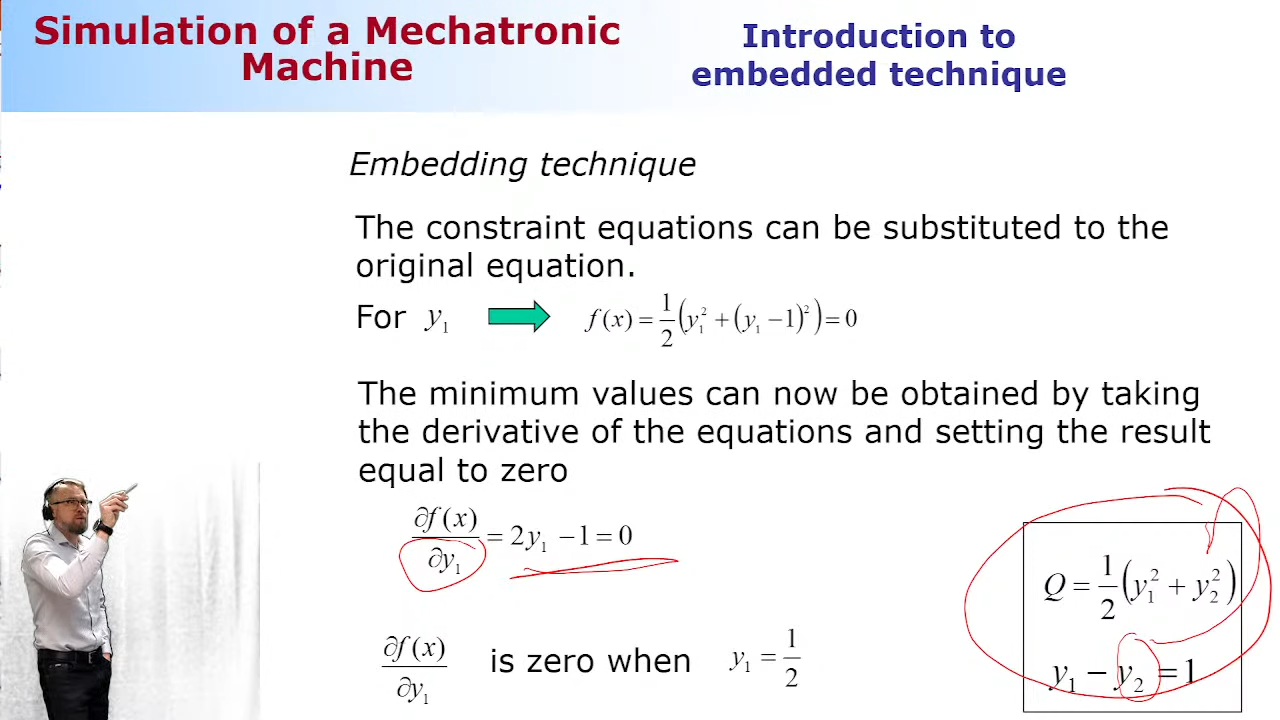 Simulation of a Mechatronic
Machine
Introduction to
embedded technique
Embedding technique
The constraint equations can be substituted to the
original equation.
For y₁ f(x) = 1/2 (y₁² + (y₁ − 1)²) = 0
The minimum values can now be obtained by taking
the derivative of the equations and setting the result
equal to zero
∂f(x)/∂y₁ = 2y₁ − 1 = 0
∂f(x)/∂y₁ is zero when y₁ = 1/2
Q = 1/2 (y₁² + y₂²)
y₁ − y₂ = 1